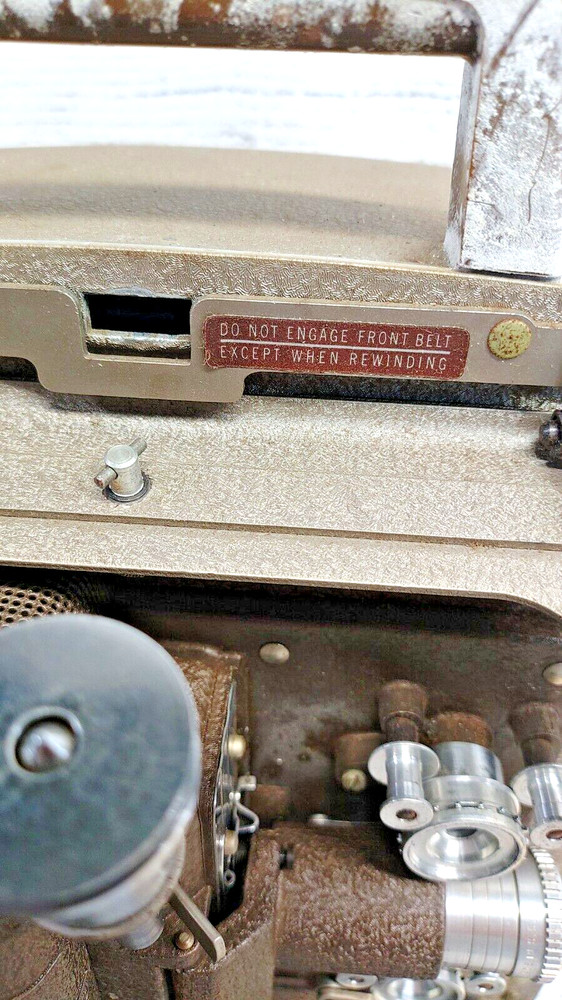 DO NOT ENGAGE FRONT BELT
EXCEPT WHEN REWINDING